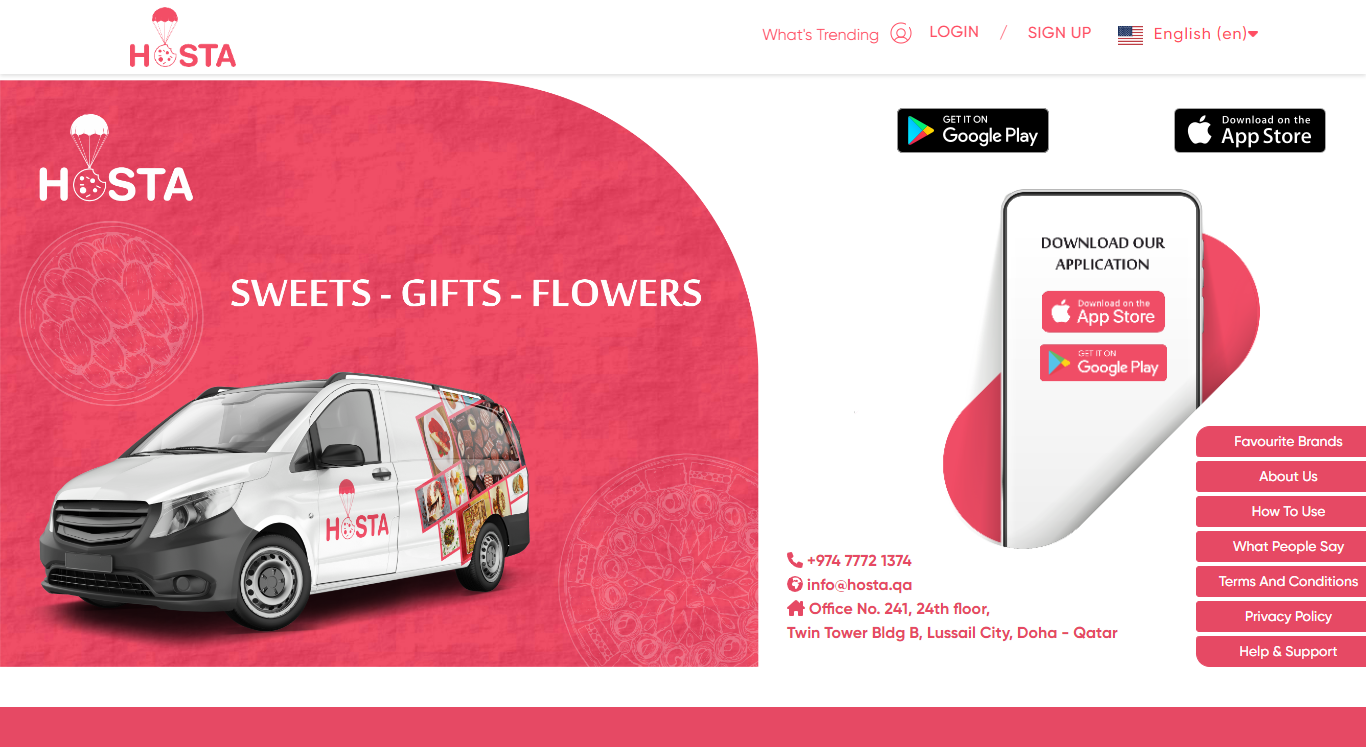 HOSTA
What's Trending
LOGIN / SIGN UP
English (en)
HOSTA
GET IT ON
Google Play
Download on the
App Store
SWEETS - GIFTS - FLOWERS
HOSTA
DOWNLOAD OUR
APPLICATION
Download on the
App Store
GET IT ON
Google Play
+974 7772 1374
info@hosta.qa
Office No. 241, 24th floor,
Twin Tower Bldg B, Lussail City, Doha - Qatar
Favourite Brands
About Us
How To Use
What People Say
Terms And Conditions
Privacy Policy
Help & Support